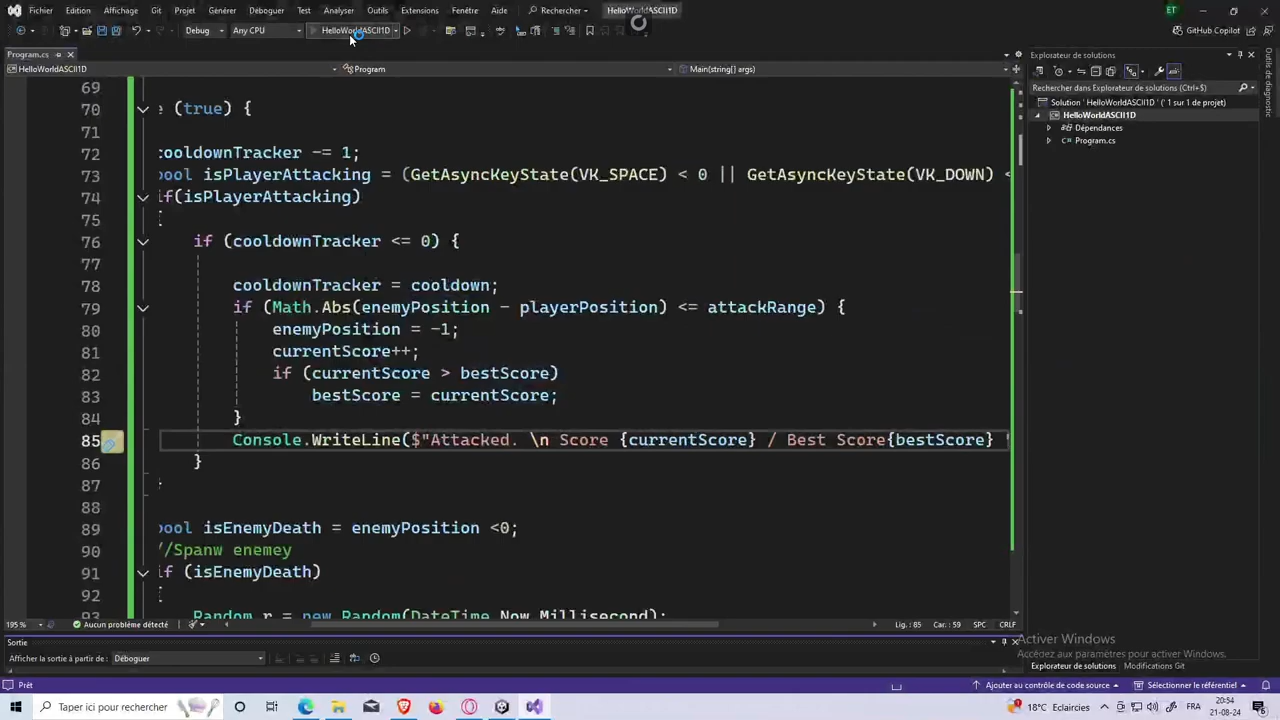 Fichier Edition Affichage Git Projet Générer Déboguer Test Analyser Outils Extensions Fenêtre Aide Rechercher HelloWorldASCII1D ET
Debug Any CPU HelloWorldASCII1D GitHub Copilot
Program.cs
HelloWorldASCII1D Program Main(string[] args)
69
70 e (true) {
71
72 cooldownTracker -= 1;
73 bool isPlayerAttacking = (GetAsyncKeyState(VK_SPACE) < 0 || GetAsyncKeyState(VK_DOWN) <
74 if(isPlayerAttacking)
75 {
76 if (cooldownTracker <= 0) {
77
78 cooldownTracker = cooldown;
79 if (Math.Abs(enemyPosition - playerPosition) <= attackRange) {
80 enemyPosition = -1;
81 currentScore++;
82 if (currentScore > bestScore)
83 bestScore = currentScore;
84 }
85 Console.WriteLine($"Attacked. \n Score {currentScore} / Best Score{bestScore}
86 }
87 }
88
89 bool isEnemyDeath = enemyPosition <0;
90 //Spanw enemey
91 if (isEnemyDeath)
92 {
93 Random r = new Random(DateTime.Now.Millisecond);
195 % Aucun problème détecté Lig. : 85 Car. : 59 SPC CRLF
Sortie
Afficher la sortie à partir de : Déboguer
Explorateur de solutions
Rechercher dans Explorateur de solutions (Ctrl+$)
Solution ' HelloWorldASCII1D ' (' 1 sur 1 de projet)
HelloWorldASCII1D
Dépendances
Program.cs
Outils de diagnostic
Activer Windows
Accédez aux paramètres pour activer Windows.
Explorateur de solutions Modifications Git
Prêt Ajouter au contrôle de code source Sélectionner le référentiel
Taper ici pour rechercher 18°C Eclaircies FRA 20:54
21-08-24